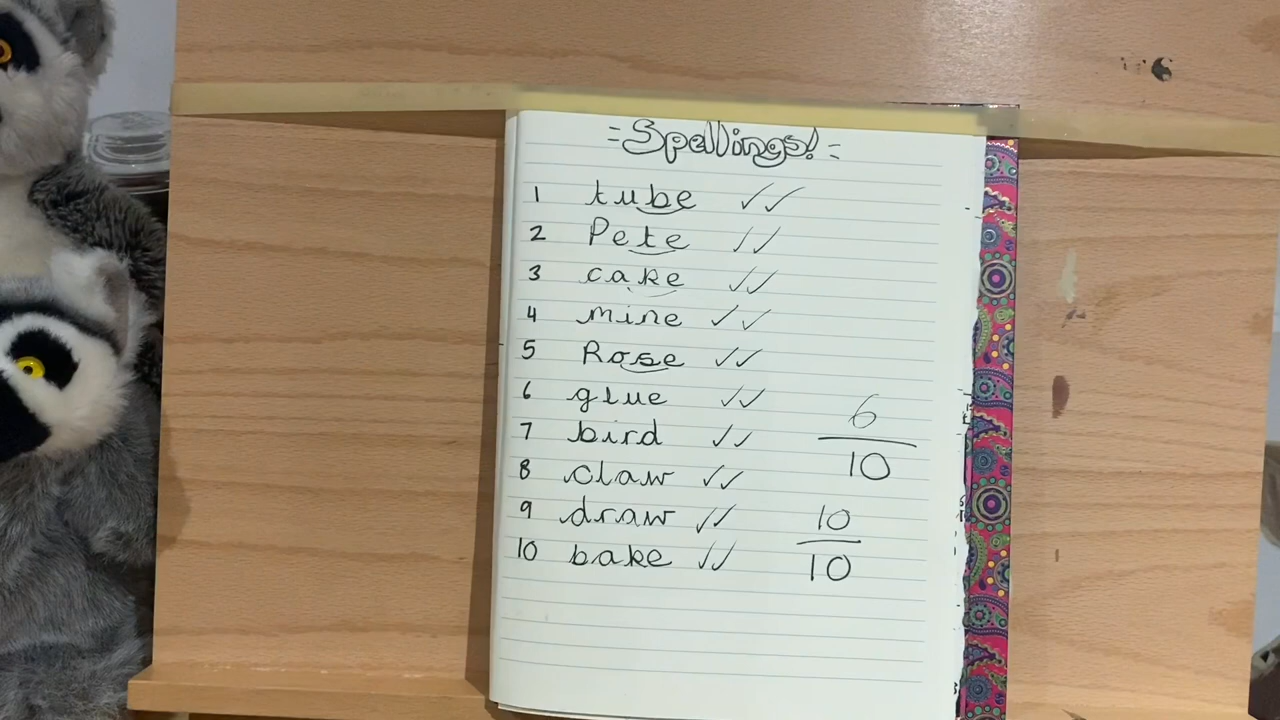 =Spellings!=
1 tube ✓✓
2 Pete ✓✓
3 cake ✓✓
4 mine ✓✓
5 Rose ✓✓
6 glue ✓✓
7 bird ✓✓
8 claw ✓✓
9 draw ✓✓
10 bake ✓✓
6
10
10
10